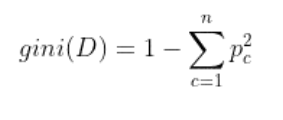 gini(D) = 1 − ∑_{c=1}^{n} p_c^2